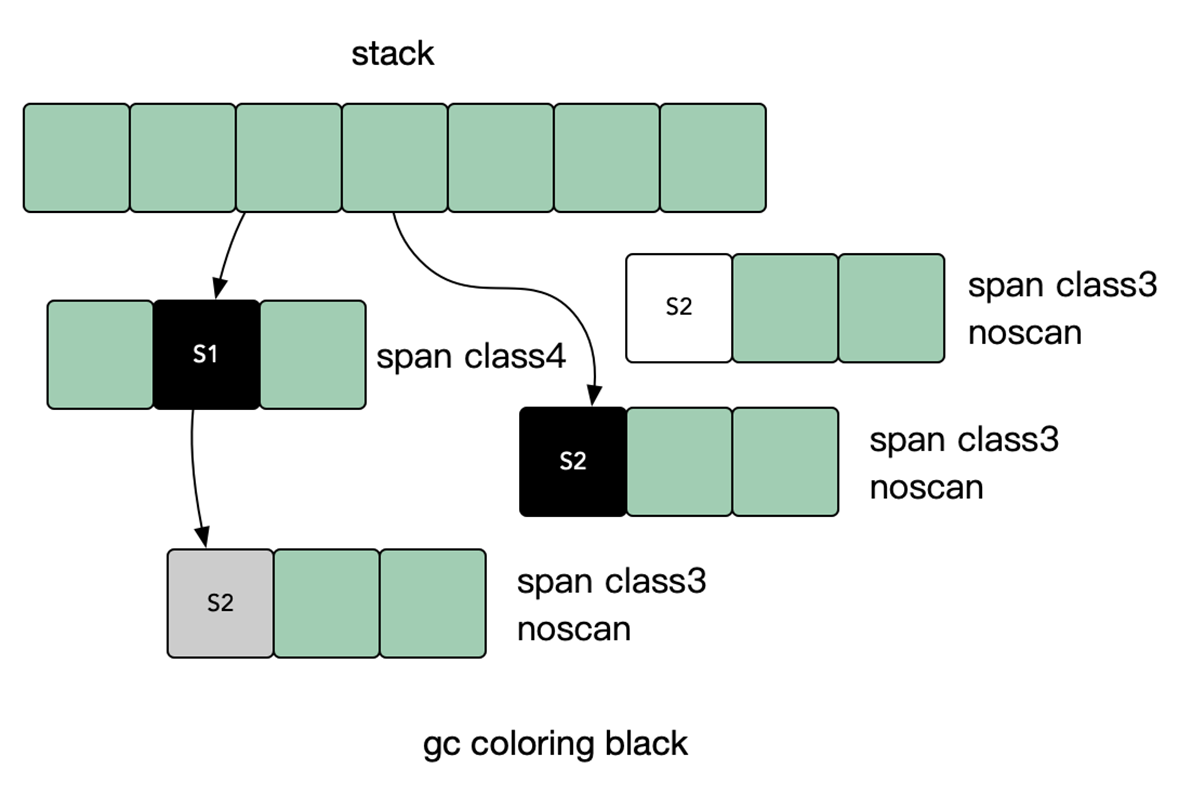 stack
S2
span class3
noscan
S1
span class4
S2
span class3
noscan
S2
span class3
noscan
gc coloring black